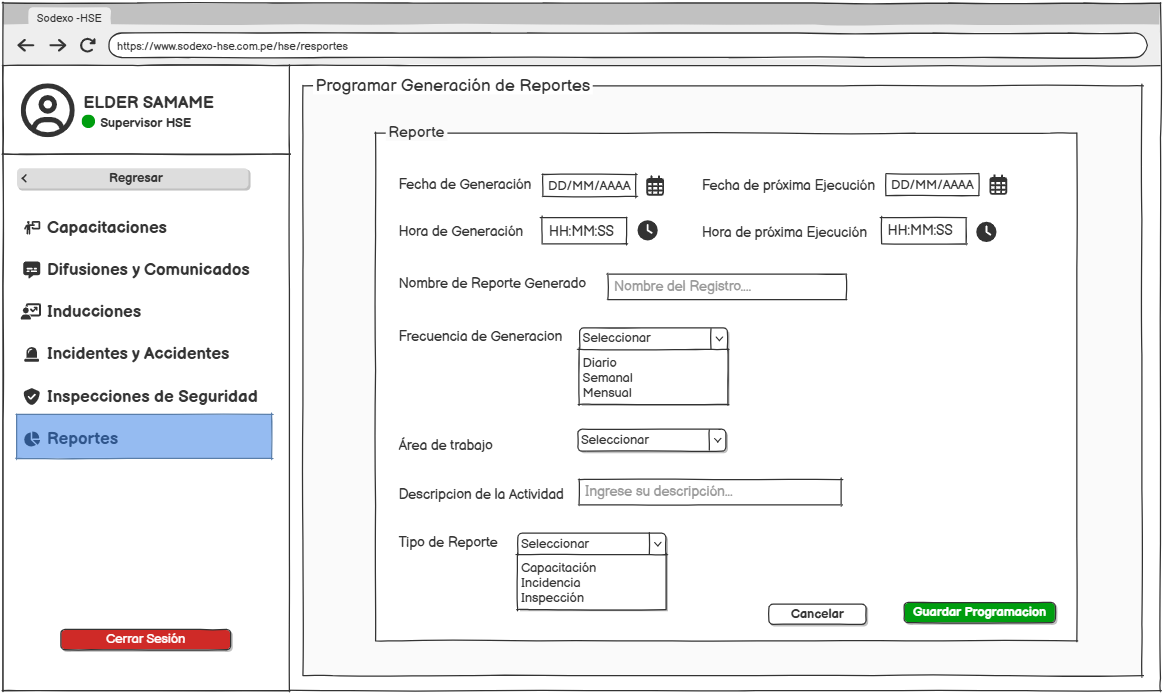 Sodexo -HSE
https://www.sodexo-hse.com.pe/hse/resportes
ELDER SAMAME
Supervisor HSE
Regresar
Capacitaciones
Difusiones y Comunicados
Inducciones
Incidentes y Accidentes
Inspecciones de Seguridad
Reportes
Cerrar Sesión
Programar Generación de Reportes
Reporte
Fecha de Generación DD/MM/AAAA Fecha de próxima Ejecución DD/MM/AAAA
Hora de Generación HH:MM:SS Hora de próxima Ejecución HH:MM:SS
Nombre de Reporte Generado Nombre del Registro....
Frecuencia de Generacion Seleccionar
Diario
Semanal
Mensual
Área de trabajo Seleccionar
Descripcion de la Actividad Ingrese su descripción...
Tipo de Reporte Seleccionar
Capacitación
Incidencia
Inspección
Cancelar Guardar Programacion